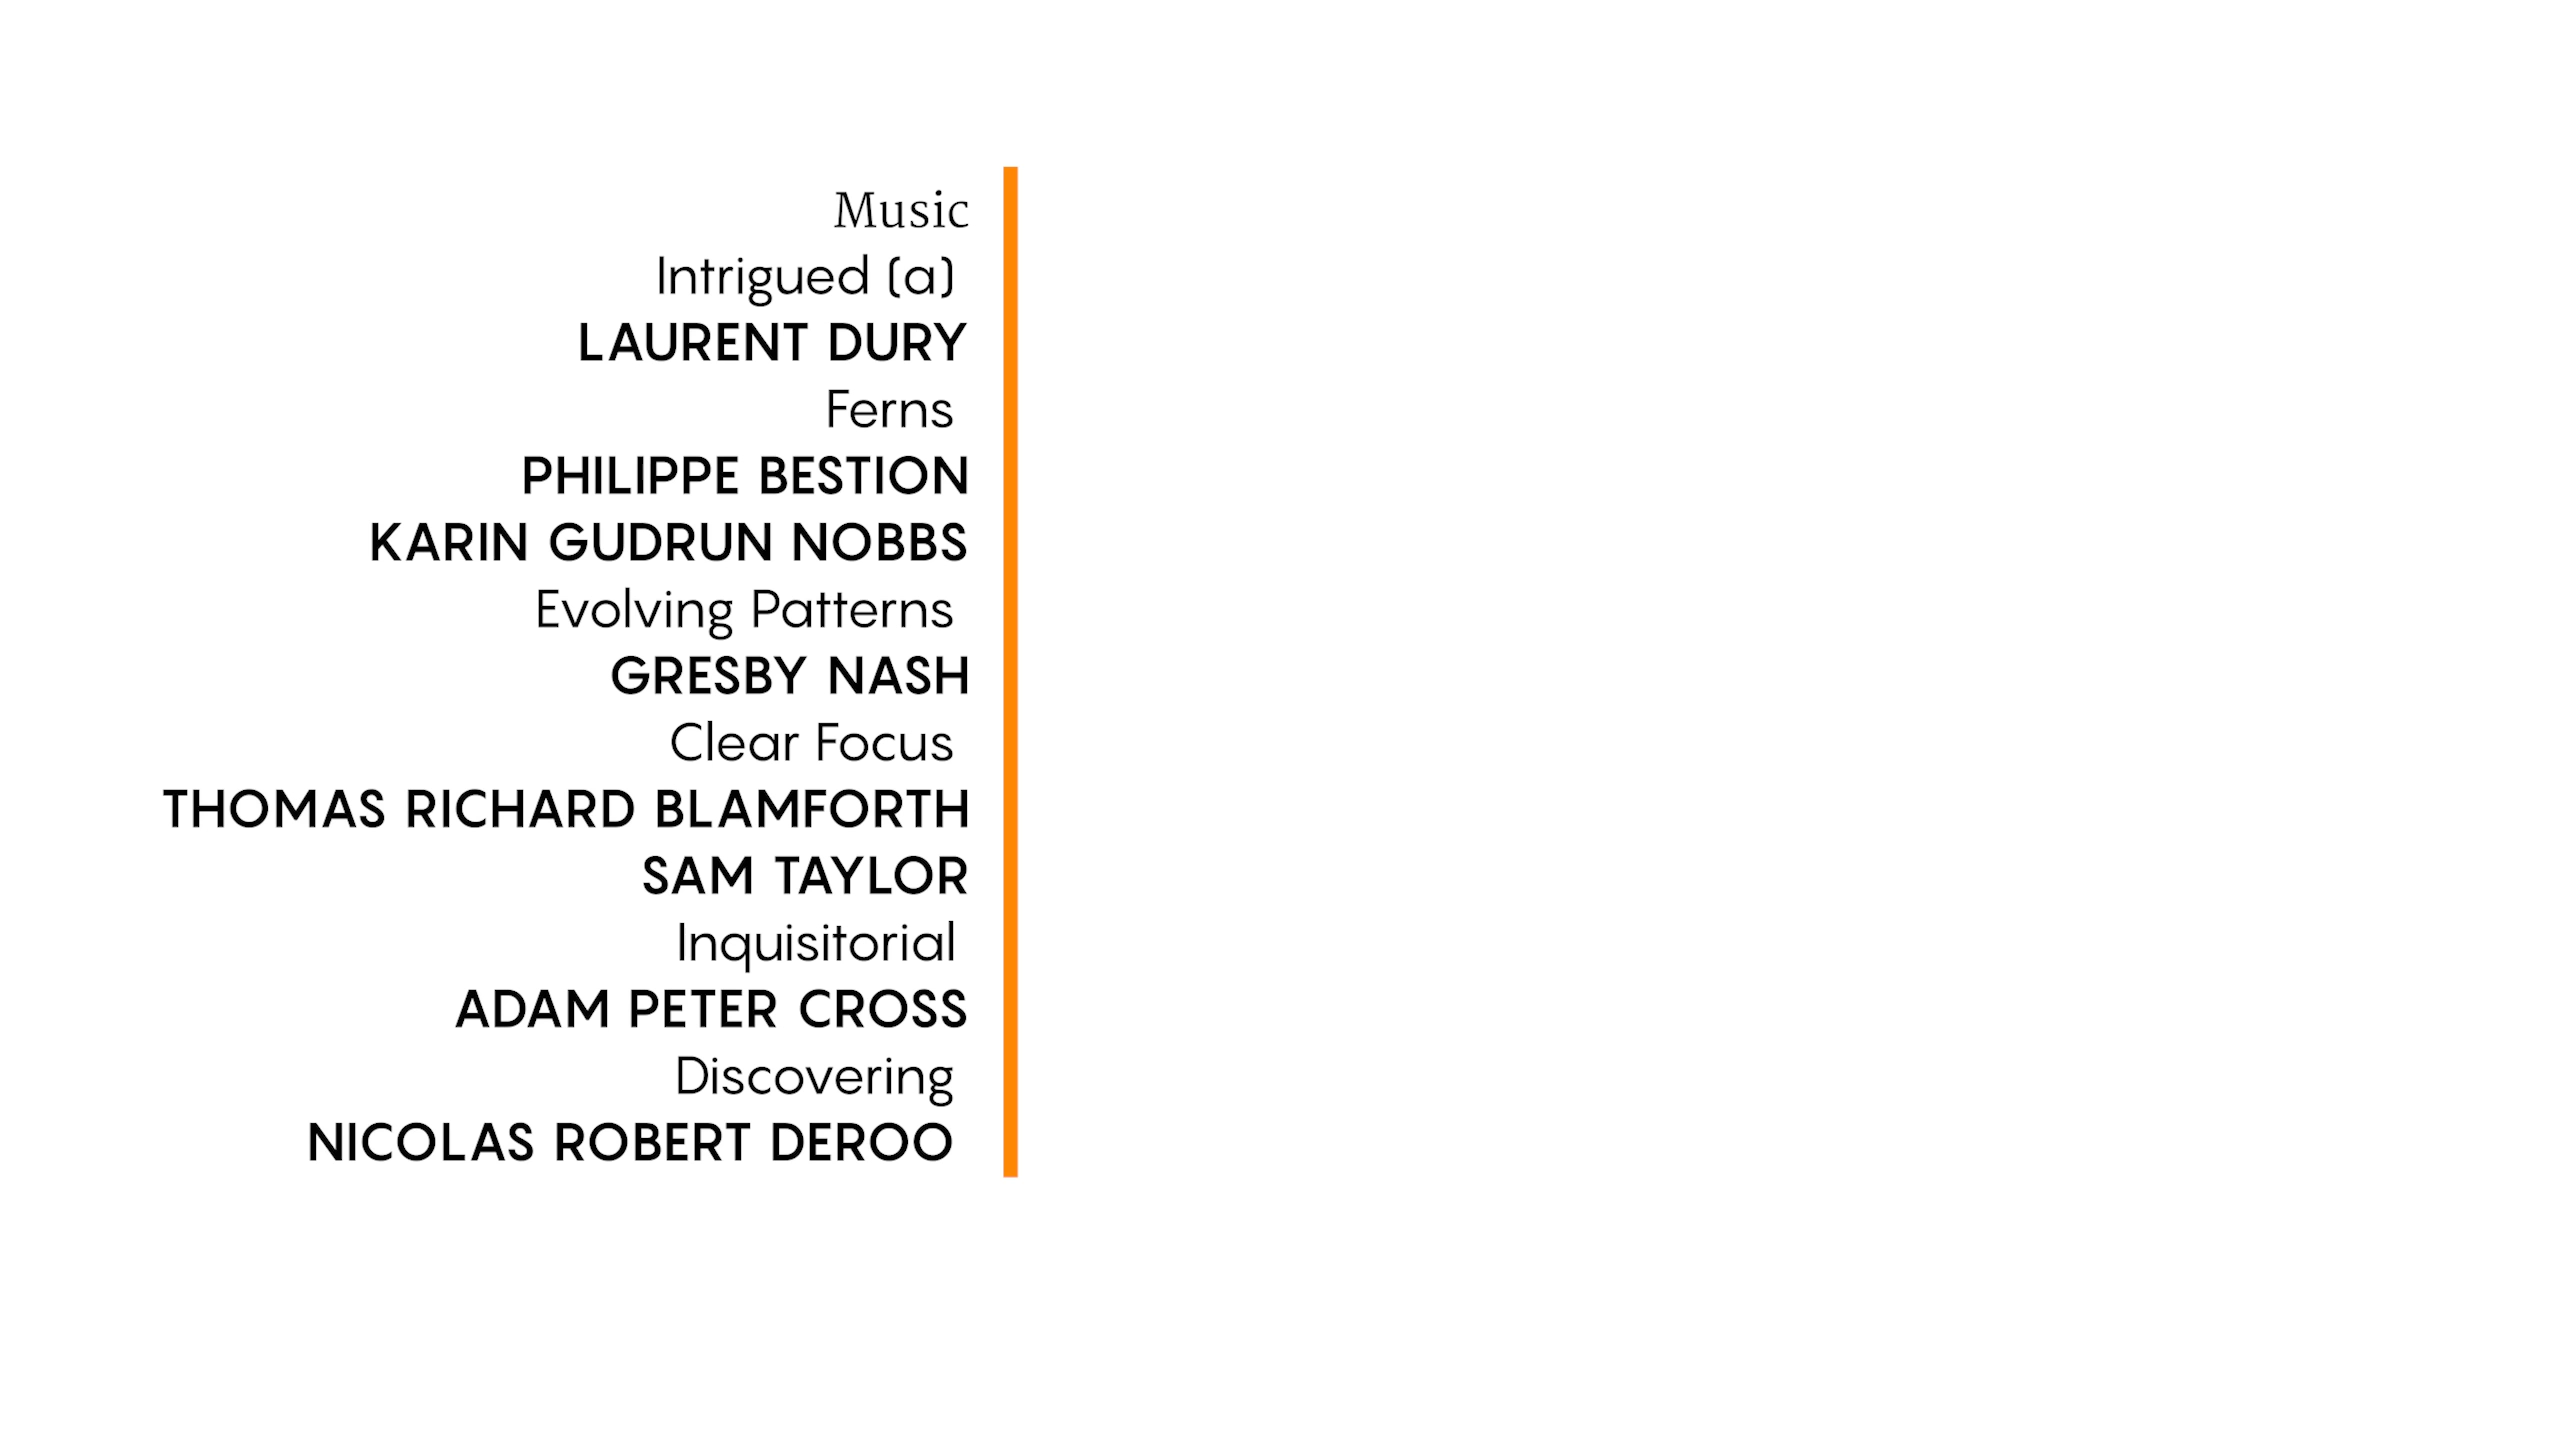 Music
Intrigued (a)
LAURENT DURY
Ferns
PHILIPPE BESTION
KARIN GUDRUN NOBBS
Evolving Patterns
GRESBY NASH
Clear Focus
THOMAS RICHARD BLAMFORTH
SAM TAYLOR
Inquisitorial
ADAM PETER CROSS
Discovering
NICOLAS ROBERT DEROO